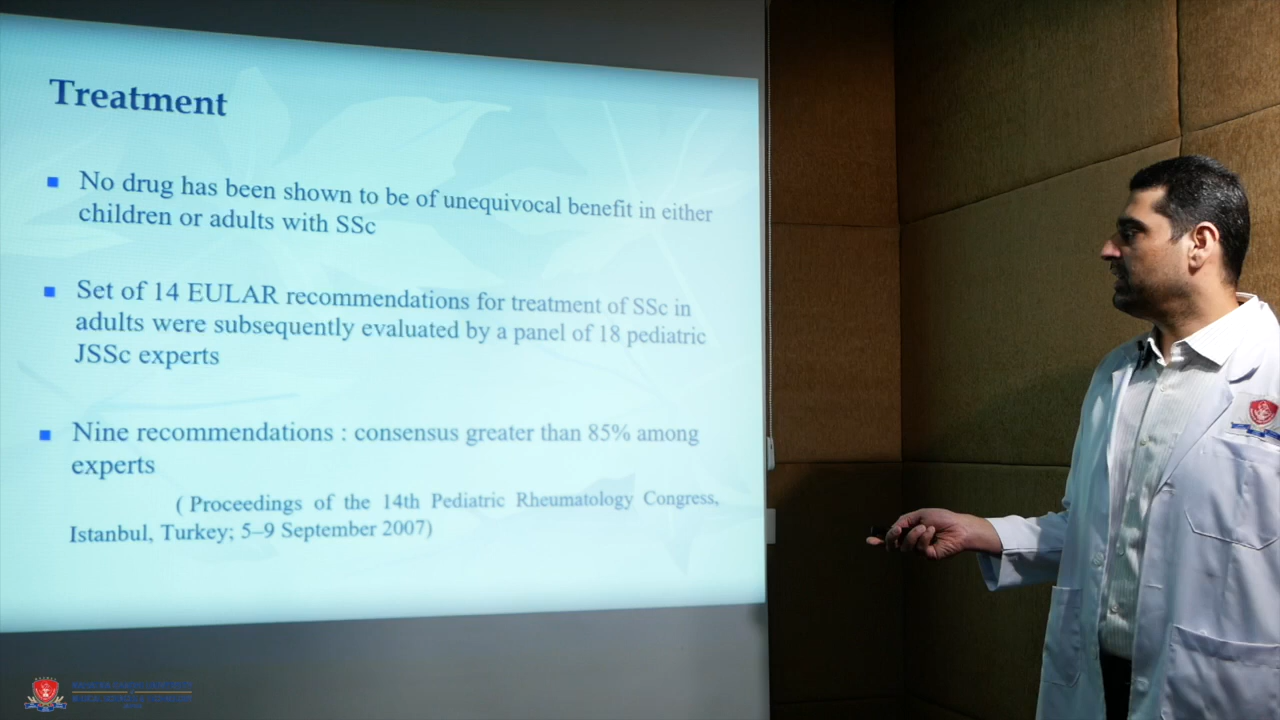 Treatment
No drug has been shown to be of unequivocal benefit in either
children or adults with SSc
Set of 14 EULAR recommendations for treatment of SSc in
adults were subsequently evaluated by a panel of 18 pediatric
JSSc experts
Nine recommendations : consensus greater than 85% among
experts
( Proceedings of the 14th Pediatric Rheumatology Congress,
Istanbul, Turkey; 5–9 September 2007)